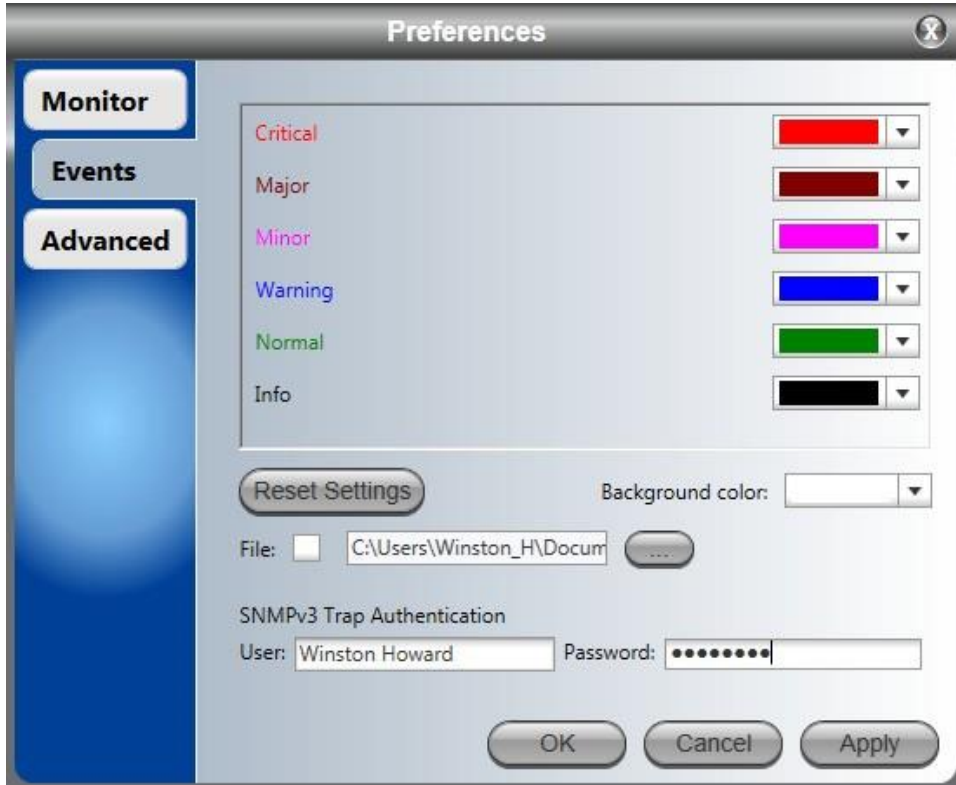 Preferences
X
Monitor
Events
Advanced
Critical
Major
Minor
Warning
Normal
Info
Reset Settings
Background color:
File: C:\Users\Winston_H\Docum ...
SNMPv3 Trap Authentication
User: Winston Howard Password: ●●●●●●●●
OK Cancel Apply